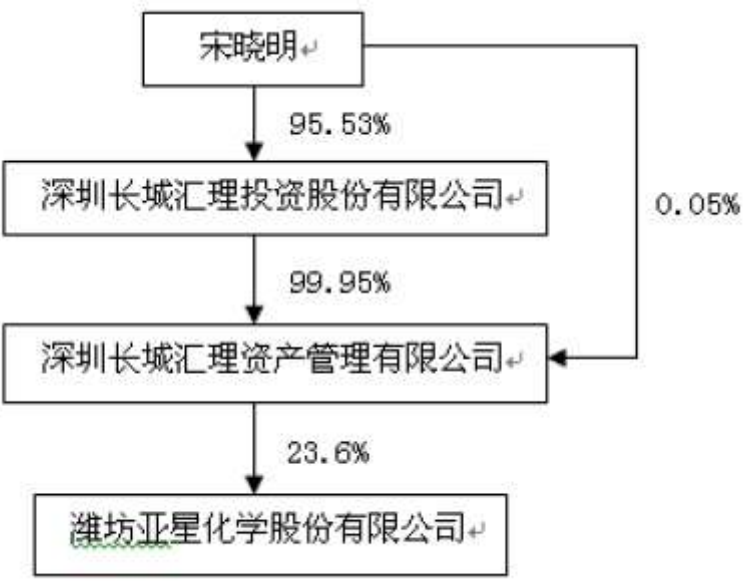 宋晓明
95.53%
深圳长城汇理投资股份有限公司
0.05%
99.95%
深圳长城汇理资产管理有限公司
23.6%
潍坊亚星化学股份有限公司